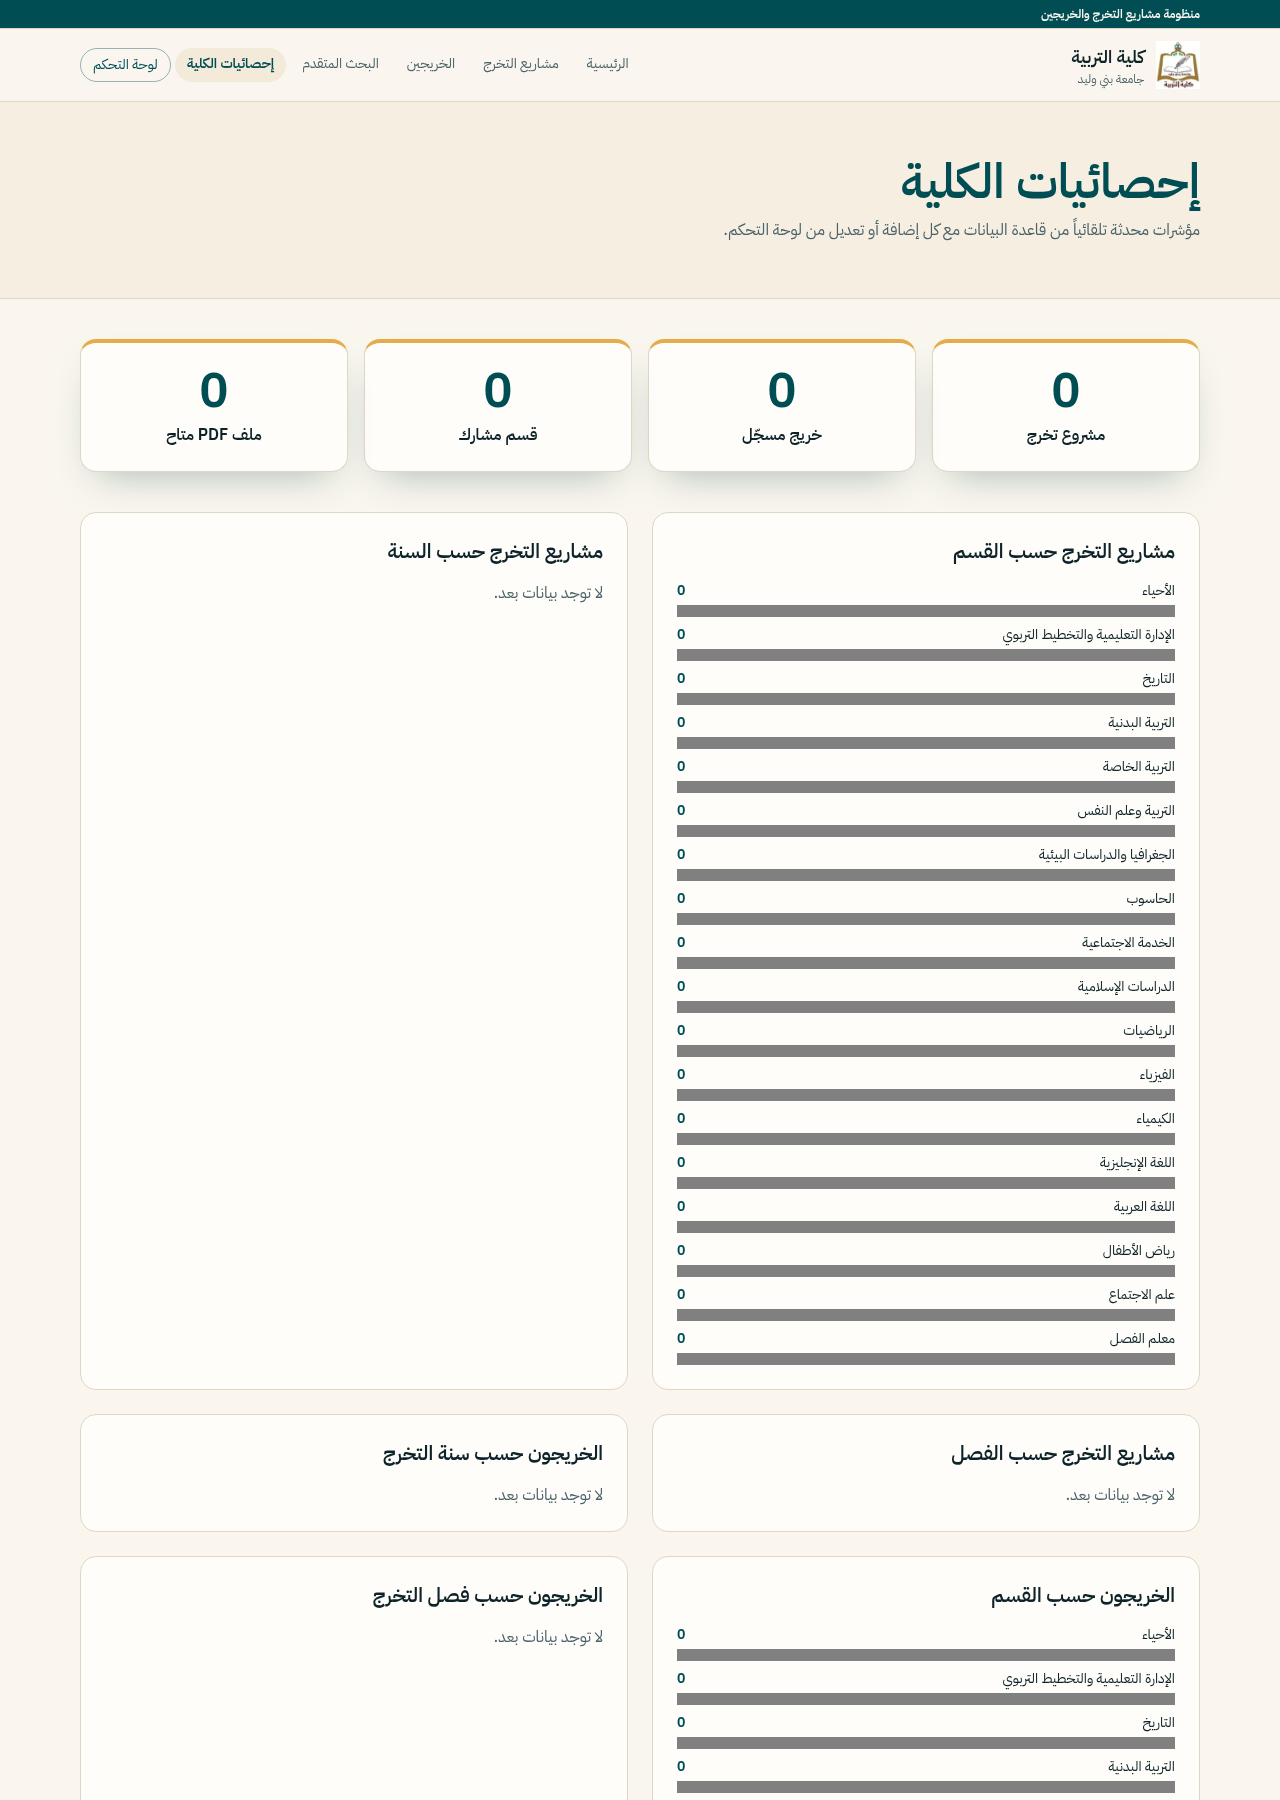 منظومة مشاريع التخرج والخريجين
كلية التربية
جامعة بني وليد
كلية التربية
الرئيسية
مشاريع التخرج
الخريجين
البحث المتقدم
إحصائيات الكلية
لوحة التحكم
إحصائيات الكلية
مؤشرات محدثة تلقائياً من قاعدة البيانات مع كل إضافة أو تعديل من لوحة التحكم.
0
مشروع تخرج
0
خريج مسجّل
0
قسم مشارك
0
ملف PDF متاح
مشاريع التخرج حسب القسم
الأحياء 0
الإدارة التعليمية والتخطيط التربوي 0
التاريخ 0
التربية البدنية 0
التربية الخاصة 0
التربية وعلم النفس 0
الجغرافيا والدراسات البيئية 0
الحاسوب 0
الخدمة الاجتماعية 0
الدراسات الإسلامية 0
الرياضيات 0
الفيزياء 0
الكيمياء 0
اللغة الإنجليزية 0
اللغة العربية 0
رياض الأطفال 0
علم الاجتماع 0
معلم الفصل 0
مشاريع التخرج حسب السنة
لا توجد بيانات بعد.
مشاريع التخرج حسب الفصل
لا توجد بيانات بعد.
الخريجون حسب سنة التخرج
لا توجد بيانات بعد.
الخريجون حسب القسم
الأحياء 0
الإدارة التعليمية والتخطيط التربوي 0
التاريخ 0
التربية البدنية 0
الخريجون حسب فصل التخرج
لا توجد بيانات بعد.